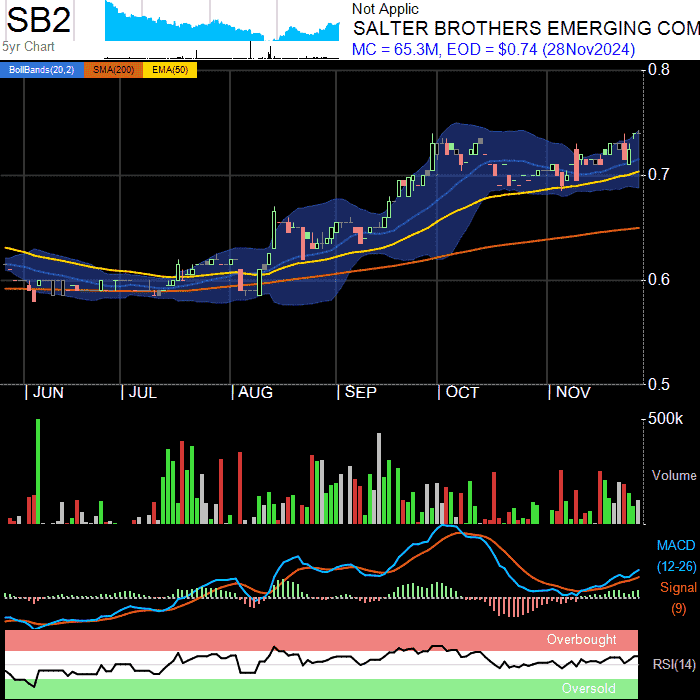 SB2
5yr Chart
Not Applic
SALTER BROTHERS EMERGING COM
MC = 65.3M, EOD = $0.74 (28Nov2024)
BollBands(20,2) SMA(200) EMA(50)
0.8
0.7
0.6
0.5
JUN JUL AUG SEP OCT NOV
500k
Volume
MACD
(12-26)
Signal
(9)
Overbought
RSI(14)
Oversold